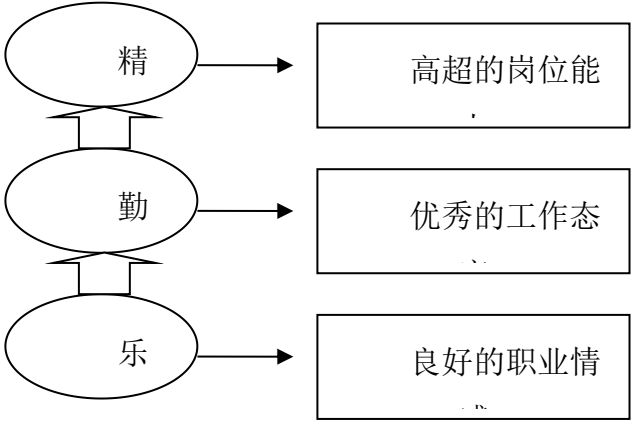 精
高超的岗位能
勤
优秀的工作态
乐
良好的职业情